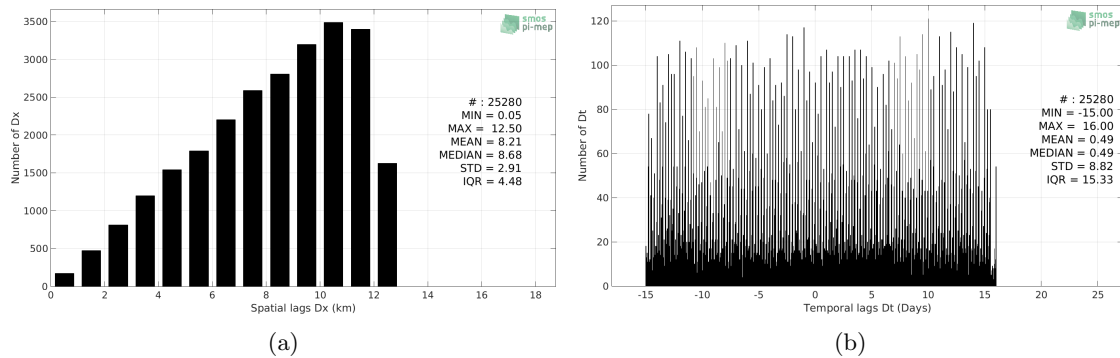 3500
3000
2500
2000
1500
1000
500
0
Number of Dx
0 2 4 6 8 10 12 14 16 18
Spatial lags Dx (km)
smos
pi-mep
# : 25280
MIN = 0.05
MAX = 12.50
MEAN = 8.21
MEDIAN = 8.68
STD = 2.91
IQR = 4.48
(a)
120
100
80
60
40
20
0
Number of Dt
-15 -10 -5 0 5 10 15 20 25
Temporal lags Dt (Days)
smos
pi-mep
# : 25280
MIN = -15.00
MAX = 16.00
MEAN = 0.49
MEDIAN = 0.49
STD = 8.82
IQR = 15.33
(b)